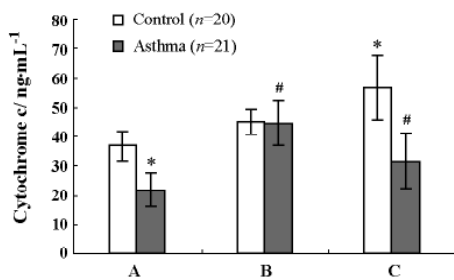 Control (n=20)
Asthma (n=21)
Cytochrome c/ ng·mL⁻¹
80
70
60
50
40
30
20
10
0
*
#
*
#
A
B
C